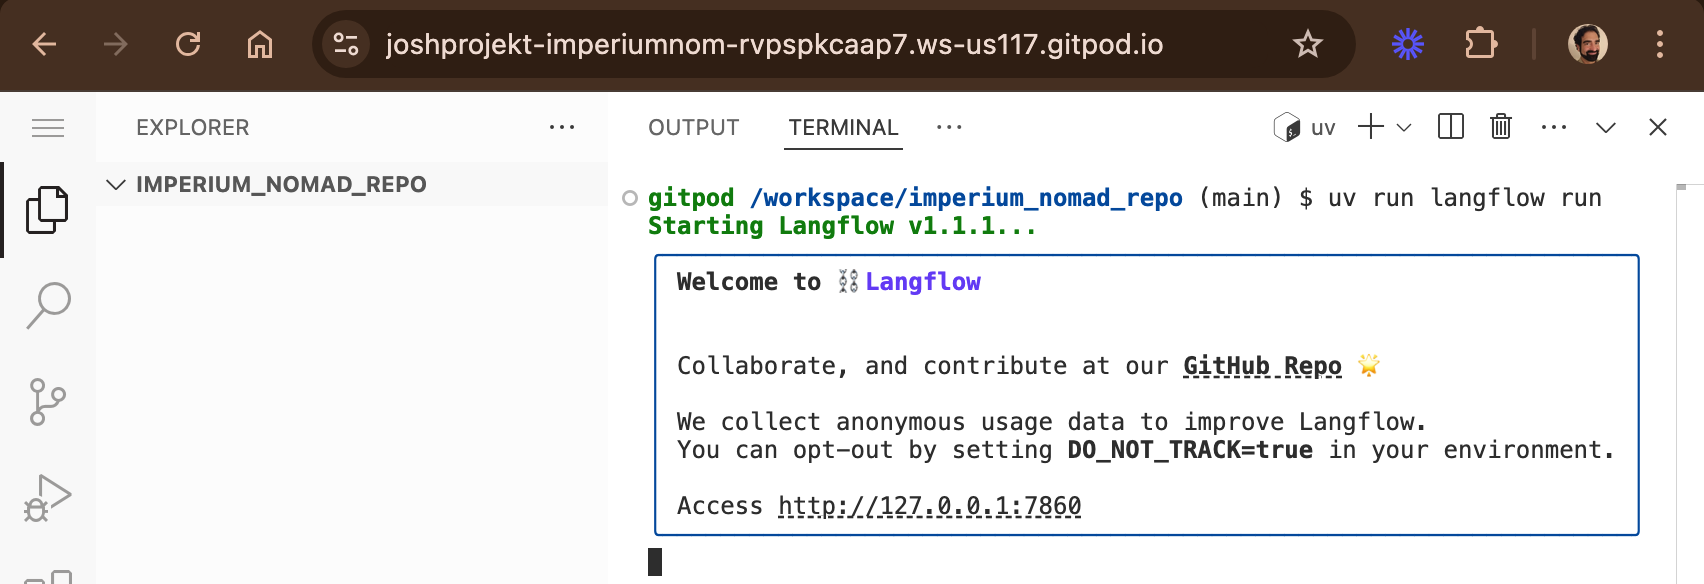 joshprojekt-imperiumnom-rvpspkcaap7.ws-us117.gitpod.io
EXPLORER
OUTPUT TERMINAL
uv
IMPERIUM_NOMAD_REPO
gitpod /workspace/imperium_nomad_repo (main) $ uv run langflow run
Starting Langflow v1.1.1...
Welcome to ⛓Langflow
Collaborate, and contribute at our GitHub Repo 🌟
We collect anonymous usage data to improve Langflow.
You can opt-out by setting DO_NOT_TRACK=true in your environment.
Access http://127.0.0.1:7860